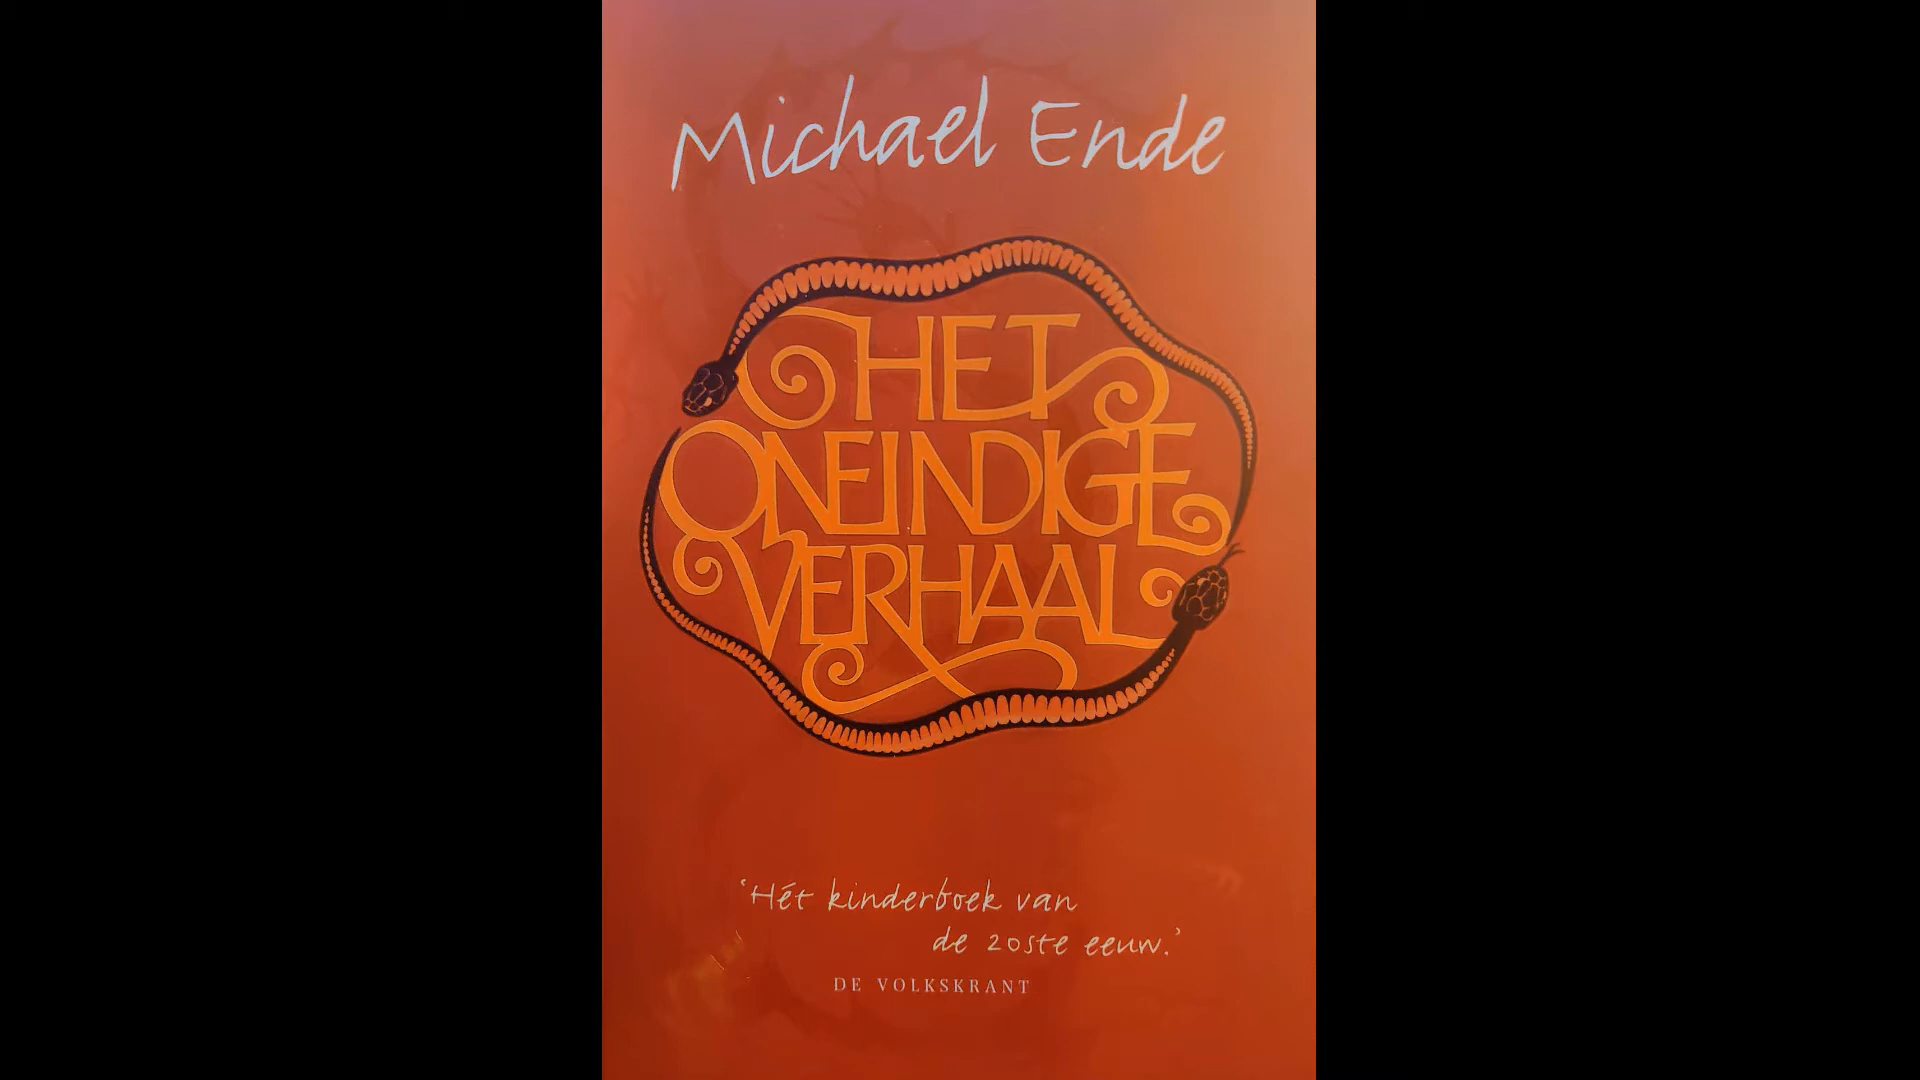 Michael Ende
HET
ONEINDIGE
VERHAAL
‘Hét kinderboek van
de 20ste eeuw.’
DE VOLKSKRANT